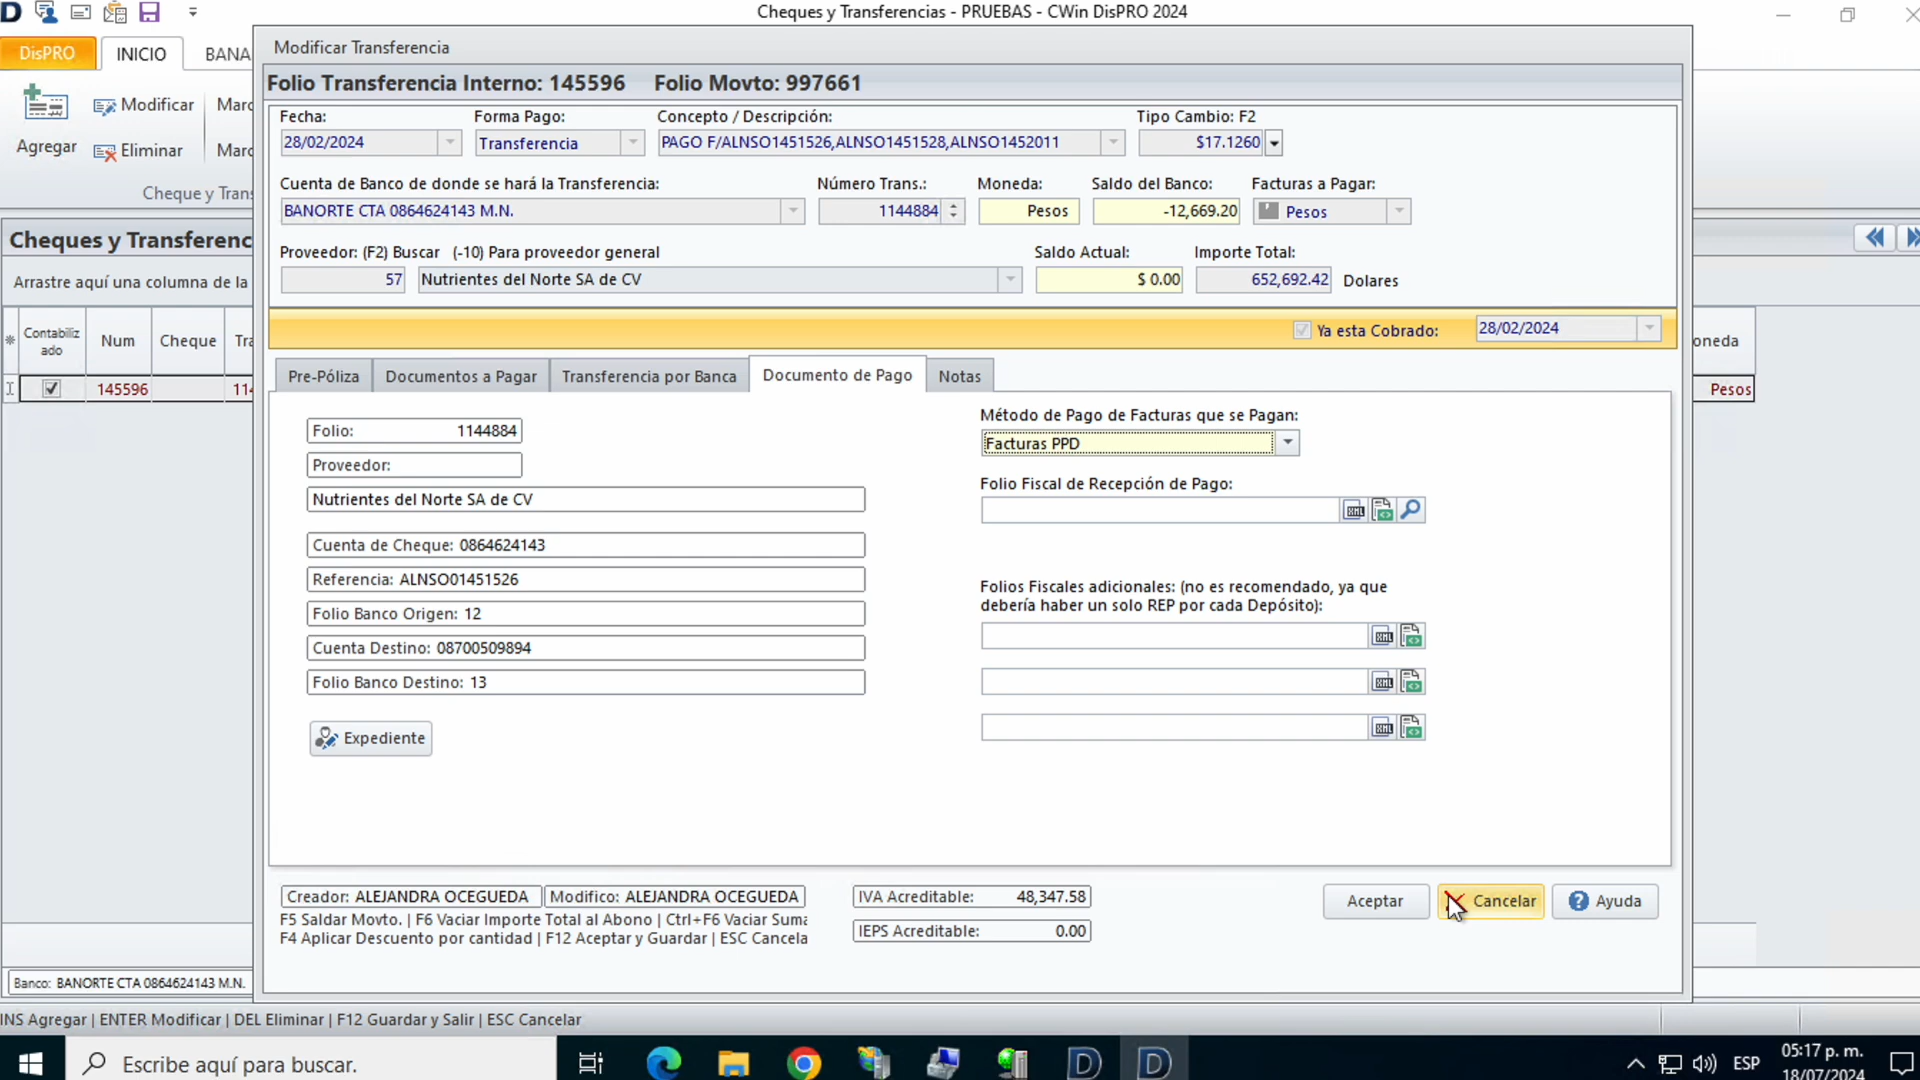 Cheques y Transferencias - PRUEBAS - CWin DisPRO 2024
DisPRO
INICIO
BANA
Agregar
Modificar
Eliminar
Marc
Marc
Cheque y Trans
Modificar Transferencia
Folio Transferencia Interno: 145596 Folio Movto: 997661
Fecha:
Forma Pago:
Concepto / Descripción:
Tipo Cambio: F2
28/02/2024
Transferencia
PAGO F/ALNSO1451526,ALNSO1451528,ALNSO1452011
$17.1260
Cuenta de Banco de donde se hará la Transferencia:
Número Trans.:
Moneda:
Saldo del Banco:
Facturas a Pagar:
BANORTE CTA 0864624143 M.N.
1144884
Pesos
-12,669.20
Pesos
Proveedor: (F2) Buscar (-10) Para proveedor general
Saldo Actual:
Importe Total:
57
Nutrientes del Norte SA de CV
$ 0.00
652,692.42
Dolares
Ya esta Cobrado:
28/02/2024
Cheques y Transferenc
Arrastre aquí una columna de la
Contabiliz
ado
Num
Cheque
Tra
oneda
145596
114
Pesos
Pre-Póliza
Documentos a Pagar
Transferencia por Banca
Documento de Pago
Notas
Folio: 1144884
Proveedor:
Nutrientes del Norte SA de CV
Cuenta de Cheque: 0864624143
Referencia: ALNSO01451526
Folio Banco Origen: 12
Cuenta Destino: 08700509894
Folio Banco Destino: 13
Expediente
Método de Pago de Facturas que se Pagan:
Facturas PPD
Folio Fiscal de Recepción de Pago:
XML
Folios Fiscales adicionales: (no es recomendado, ya que
debería haber un solo REP por cada Depósito):
XML
XML
XML
Creador: ALEJANDRA OCEGUEDA
Modifico: ALEJANDRA OCEGUEDA
IVA Acreditable: 48,347.58
Aceptar
Cancelar
Ayuda
F5 Saldar Movto. | F6 Vaciar Importe Total al Abono | Ctrl+F6 Vaciar Suma
F4 Aplicar Descuento por cantidad | F12 Aceptar y Guardar | ESC Cancela
IEPS Acreditable: 0.00
Banco: BANORTE CTA 0864624143 M.N.
INS Agregar | ENTER Modificar | DEL Eliminar | F12 Guardar y Salir | ESC Cancelar
Escribe aquí para buscar.
ESP
05:17 p. m.
18/07/2024